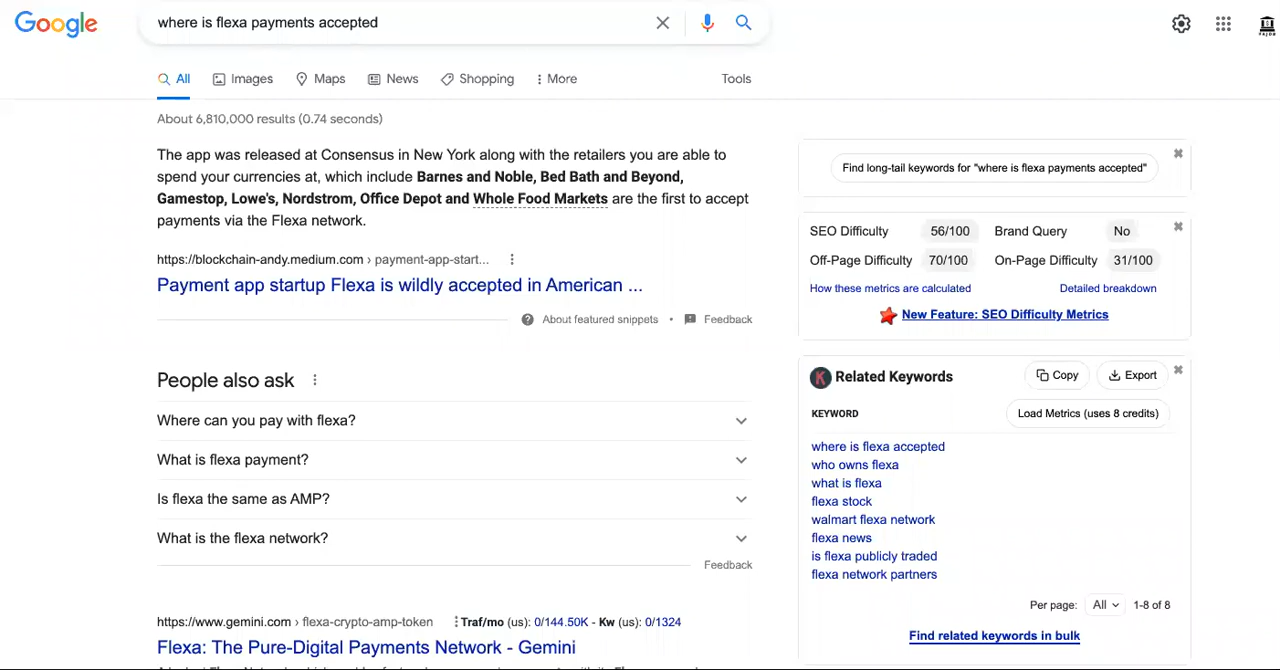 Google
where is flexa payments accepted
All Images Maps News Shopping More Tools
About 6,810,000 results (0.74 seconds)
The app was released at Consensus in New York along with the retailers you are able to
spend your currencies at, which include Barnes and Noble, Bed Bath and Beyond,
Gamestop, Lowe's, Nordstrom, Office Depot and Whole Food Markets are the first to accept
payments via the Flexa network.
https://blockchain-andy.medium.com › payment-app-start...
Payment app startup Flexa is wildly accepted in American ...
About featured snippets • Feedback
People also ask
Where can you pay with flexa?
What is flexa payment?
Is flexa the same as AMP?
What is the flexa network?
Feedback
https://www.gemini.com › flexa-crypto-amp-token Traf/mo (us): 0/144.50K - Kw (us): 0/1324
Flexa: The Pure-Digital Payments Network - Gemini
Find long-tail keywords for "where is flexa payments accepted"
SEO Difficulty 56/100 Brand Query No
Off-Page Difficulty 70/100 On-Page Difficulty 31/100
How these metrics are calculated Detailed breakdown
New Feature: SEO Difficulty Metrics
K Related Keywords Copy Export
KEYWORD Load Metrics (uses 8 credits)
where is flexa accepted
who owns flexa
what is flexa
flexa stock
walmart flexa network
flexa news
is flexa publicly traded
flexa network partners
Per page: All 1-8 of 8
Find related keywords in bulk